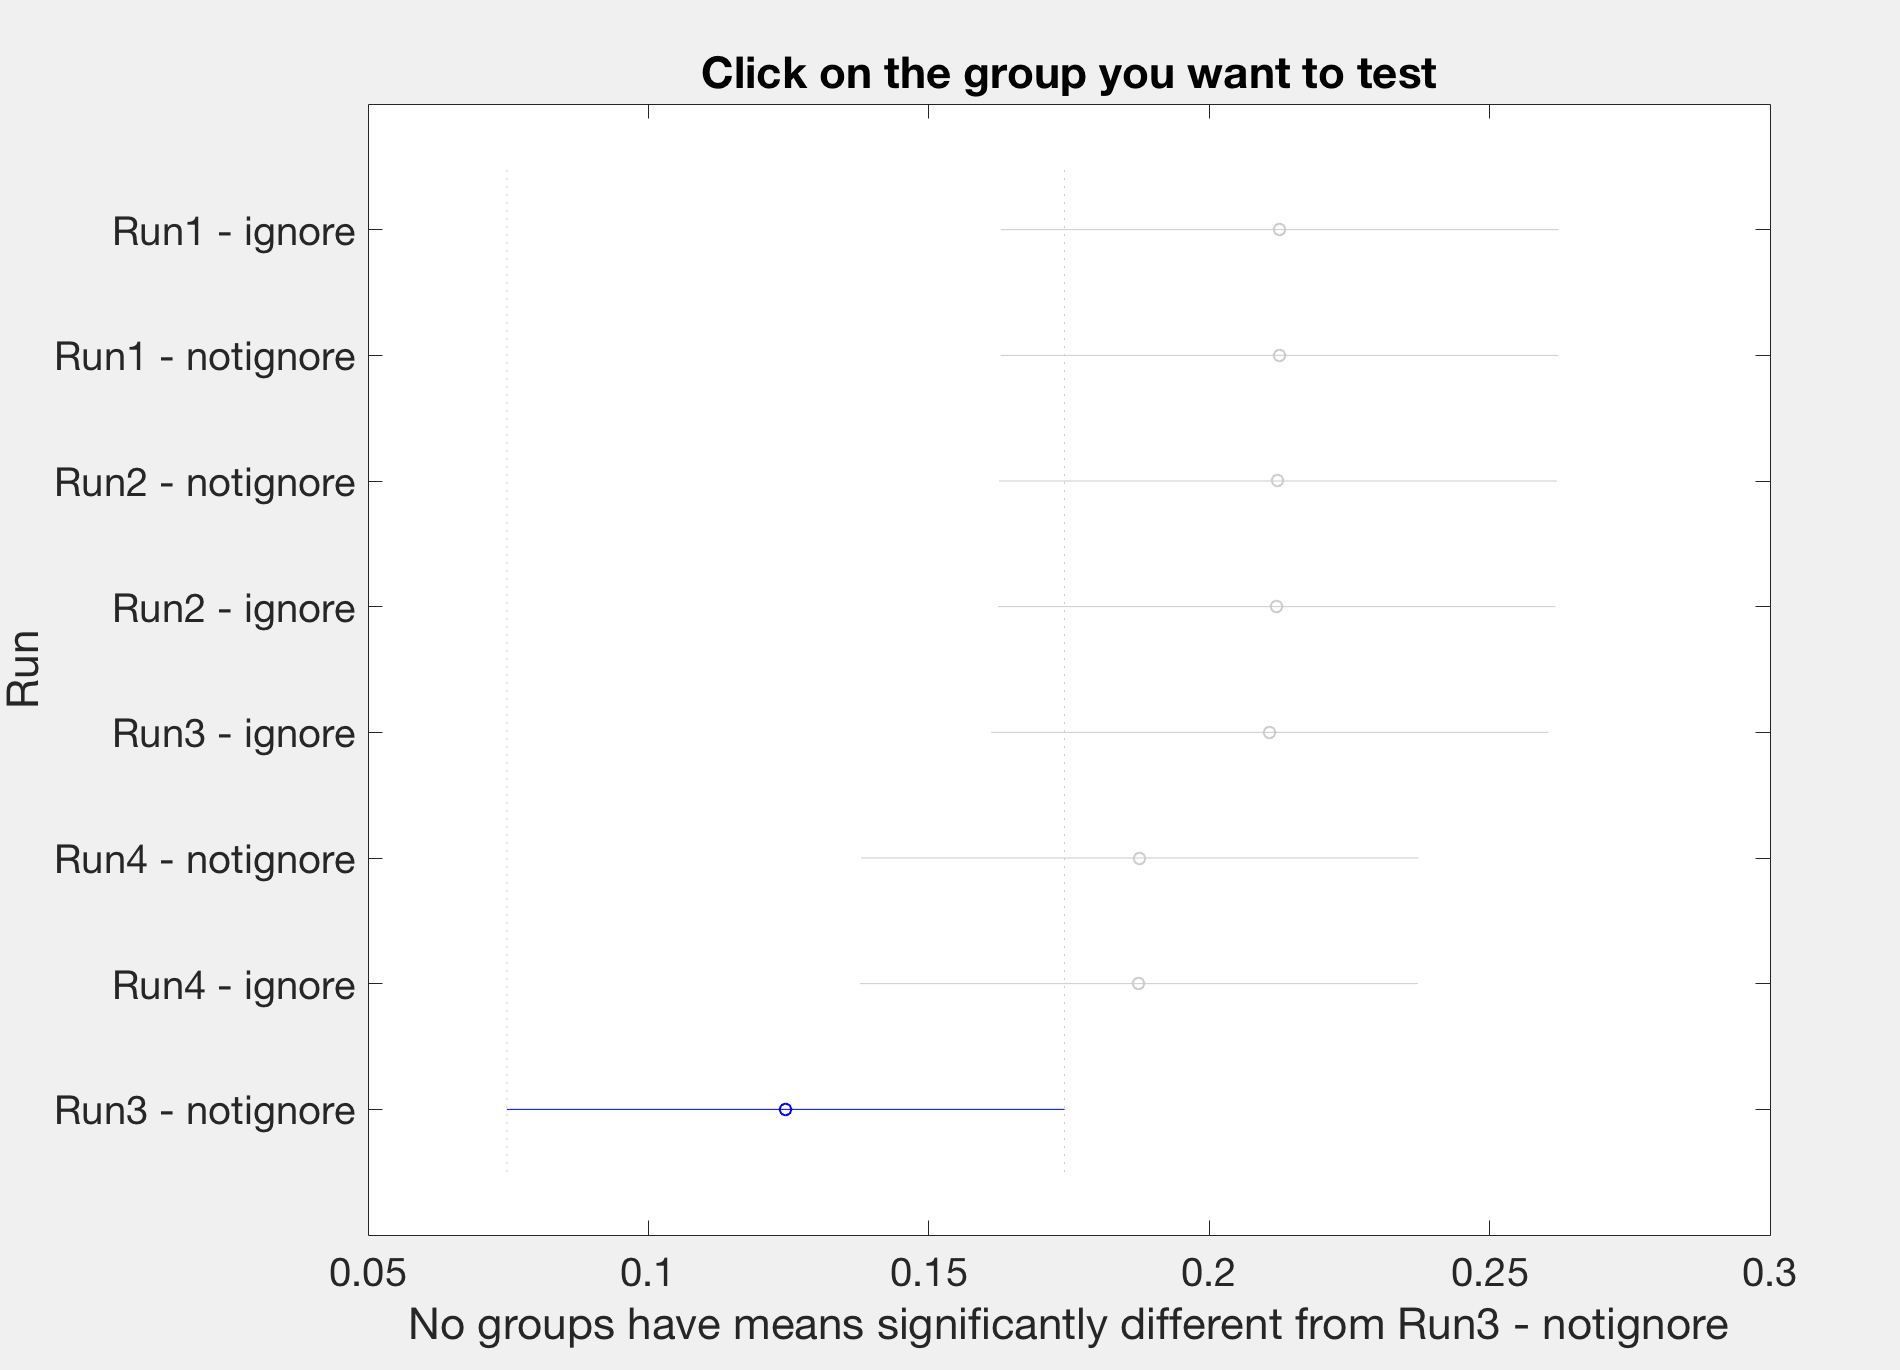 Click on the group you want to test
Run1 - ignore
Run1 - notignore
Run2 - notignore
Run2 - ignore
Run3 - ignore
Run4 - notignore
Run4 - ignore
Run3 - notignore
Run
0.05 0.1 0.15 0.2 0.25 0.3
No groups have means significantly different from Run3 - notignore